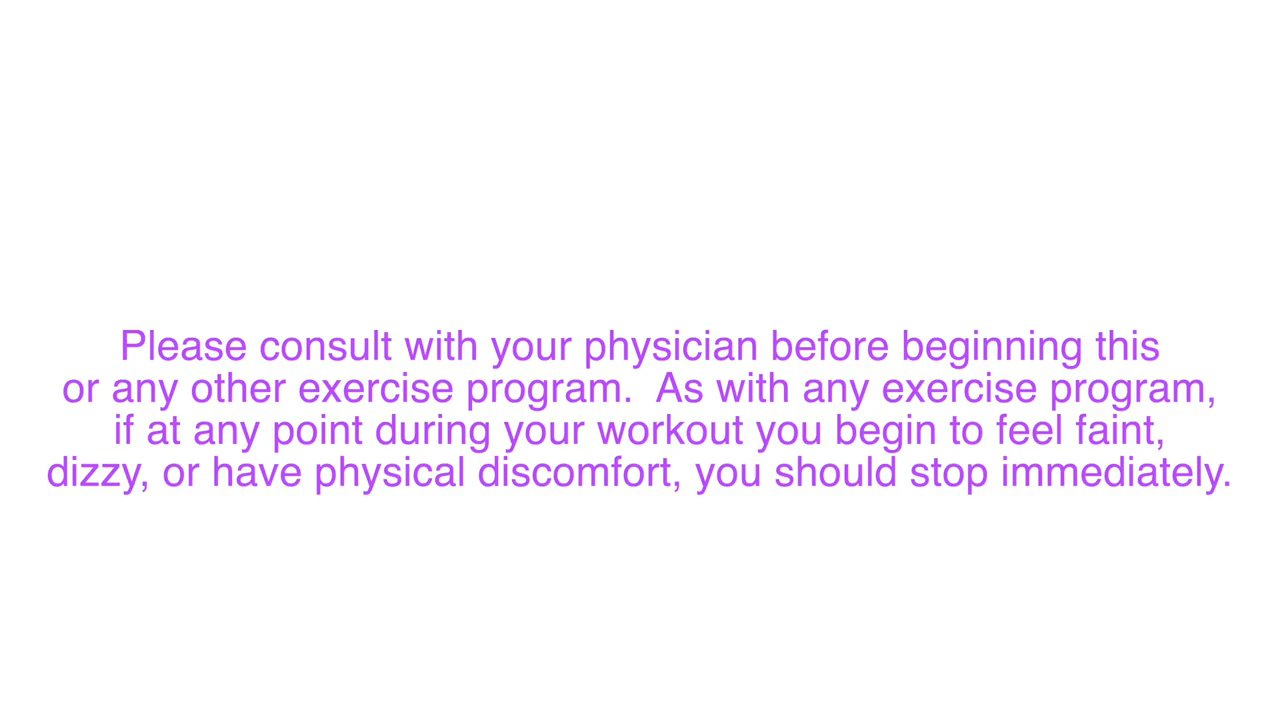 Please consult with your physician before beginning this
or any other exercise program.  As with any exercise program,
if at any point during your workout you begin to feel faint,
dizzy, or have physical discomfort, you should stop immediately.